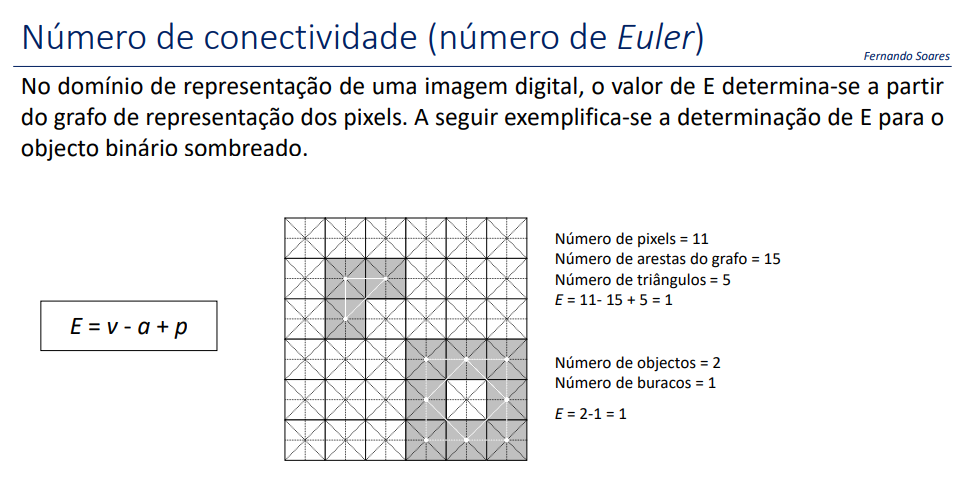 Número de conectividade (número de Euler)
Fernando Soares
No domínio de representação de uma imagem digital, o valor de E determina-se a partir
do grafo de representação dos pixels. A seguir exemplifica-se a determinação de E para o
objecto binário sombreado.
E = v - a + p
Número de pixels = 11
Número de arestas do grafo = 15
Número de triângulos = 5
E = 11- 15 + 5 = 1
Número de objectos = 2
Número de buracos = 1
E = 2-1 = 1